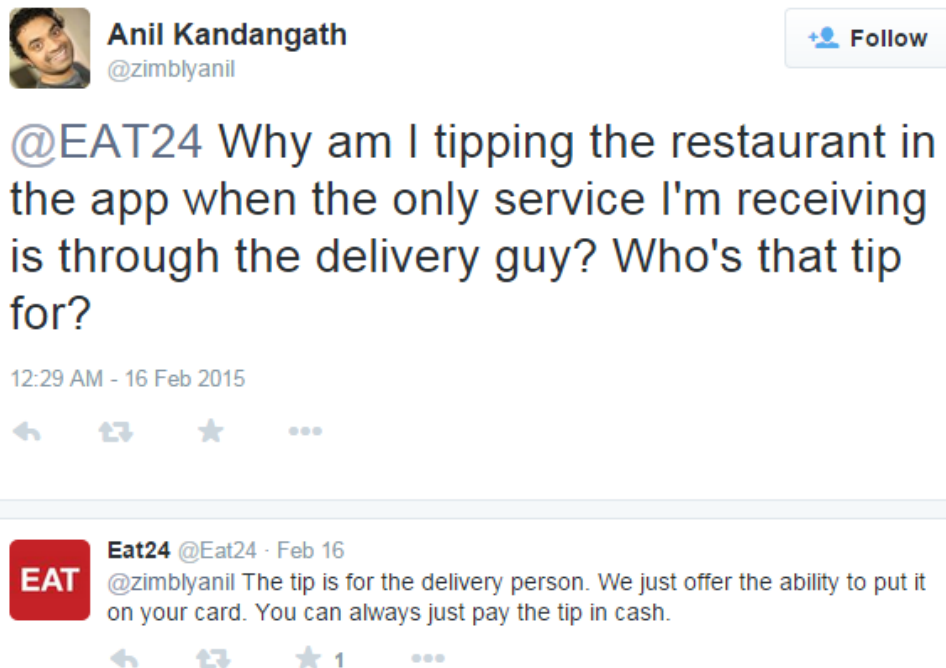 Anil Kandangath
@zimblyanil
Follow
@EAT24 Why am I tipping the restaurant in
the app when the only service I'm receiving
is through the delivery guy? Who's that tip
for?
12:29 AM - 16 Feb 2015
EAT
Eat24 @Eat24 · Feb 16
@zimblyanil The tip is for the delivery person. We just offer the ability to put it
on your card. You can always just pay the tip in cash.
1